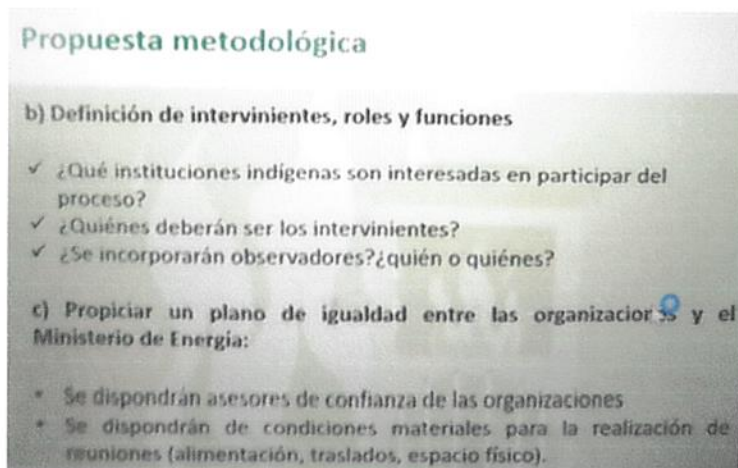 Propuesta metodológica
b) Definición de intervinientes, roles y funciones
✓ ¿Qué instituciones indígenas son interesadas en participar del
proceso?
✓ ¿Quiénes deberán ser los intervinientes?
✓ ¿Se incorporarán observadores?¿quién o quiénes?
c) Propiciar un plano de igualdad entre las organizaciones y el
Ministerio de Energía:
• Se dispondrán asesores de confianza de las organizaciones
• Se dispondrán de condiciones materiales para la realización de
reuniones (alimentación, traslados, espacio físico).